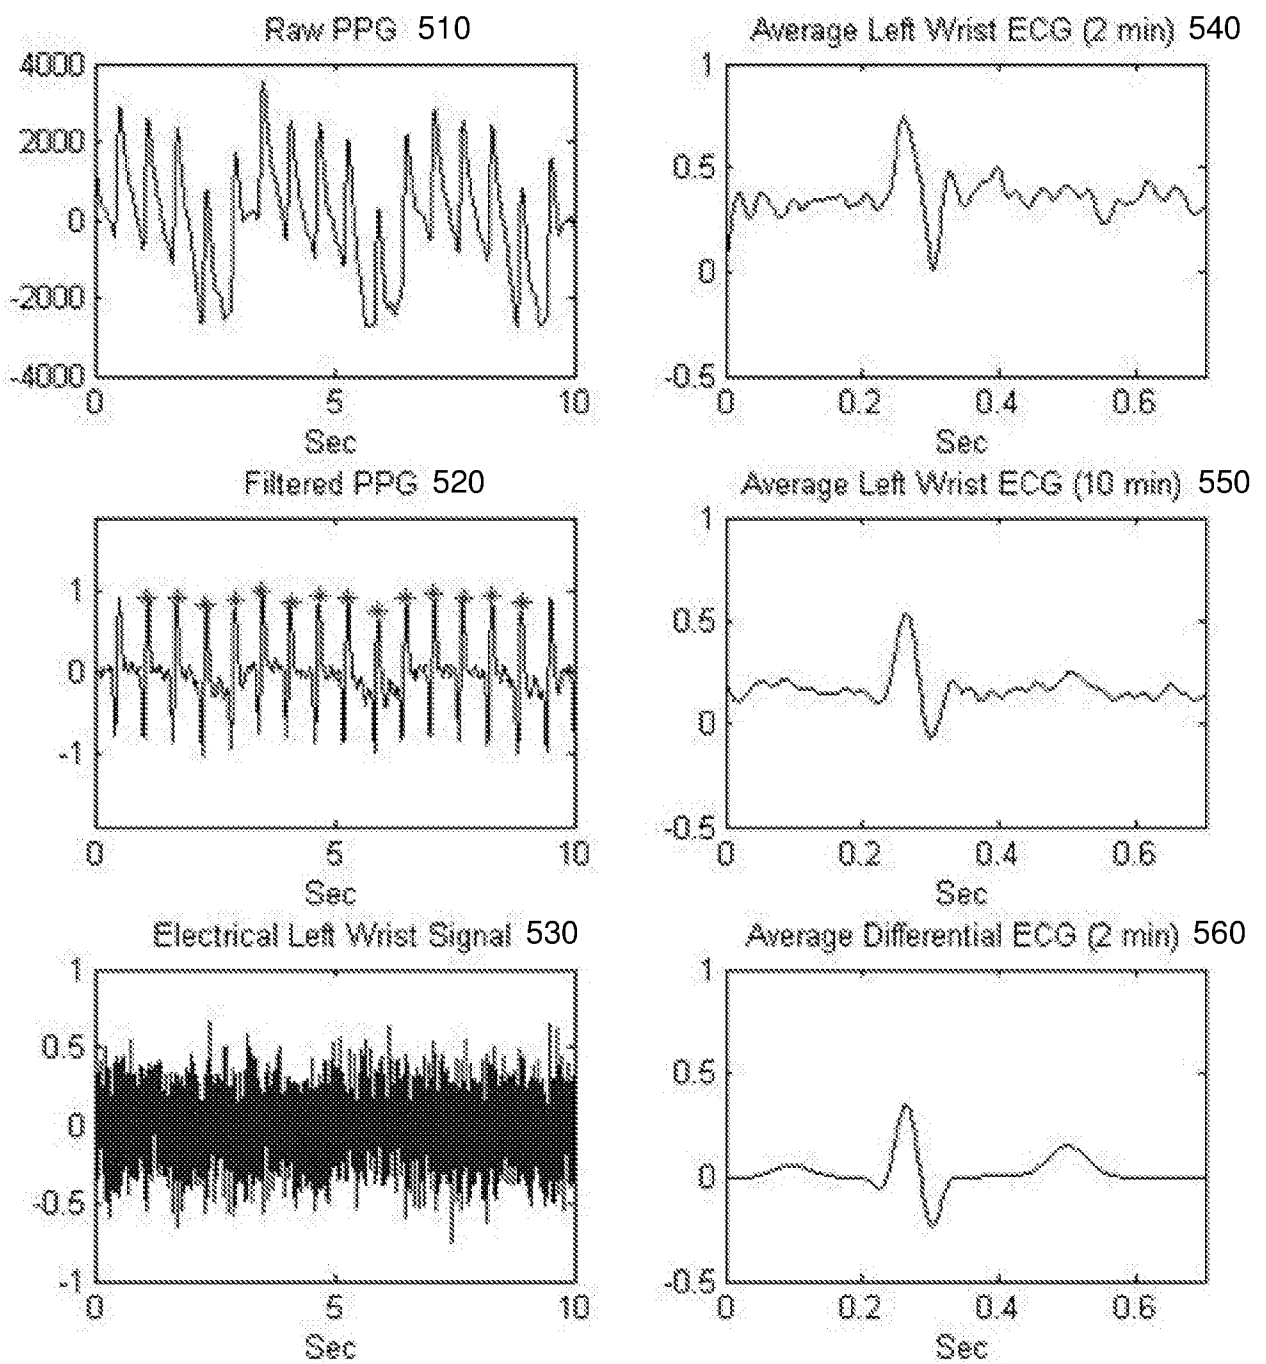 Raw PPG 510
4000
2000
0
-2000
-4000
0 5 10
Sec
Filtered PPG 520
1
0
-1
0 5 10
Sec
Electrical Left Wrist Signal 530
1
0.5
0
-0.5
-1
0 5 10
Sec
Average Left Wrist ECG (2 min) 540
1
0.5
0
-0.5
0 0.2 0.4 0.6
Sec
Average Left Wrist ECG (10 min) 550
1
0.5
0
-0.5
0 0.2 0.4 0.6
Sec
Average Differential ECG (2 min) 560
1
0.5
0
-0.5
0 0.2 0.4 0.6
Sec